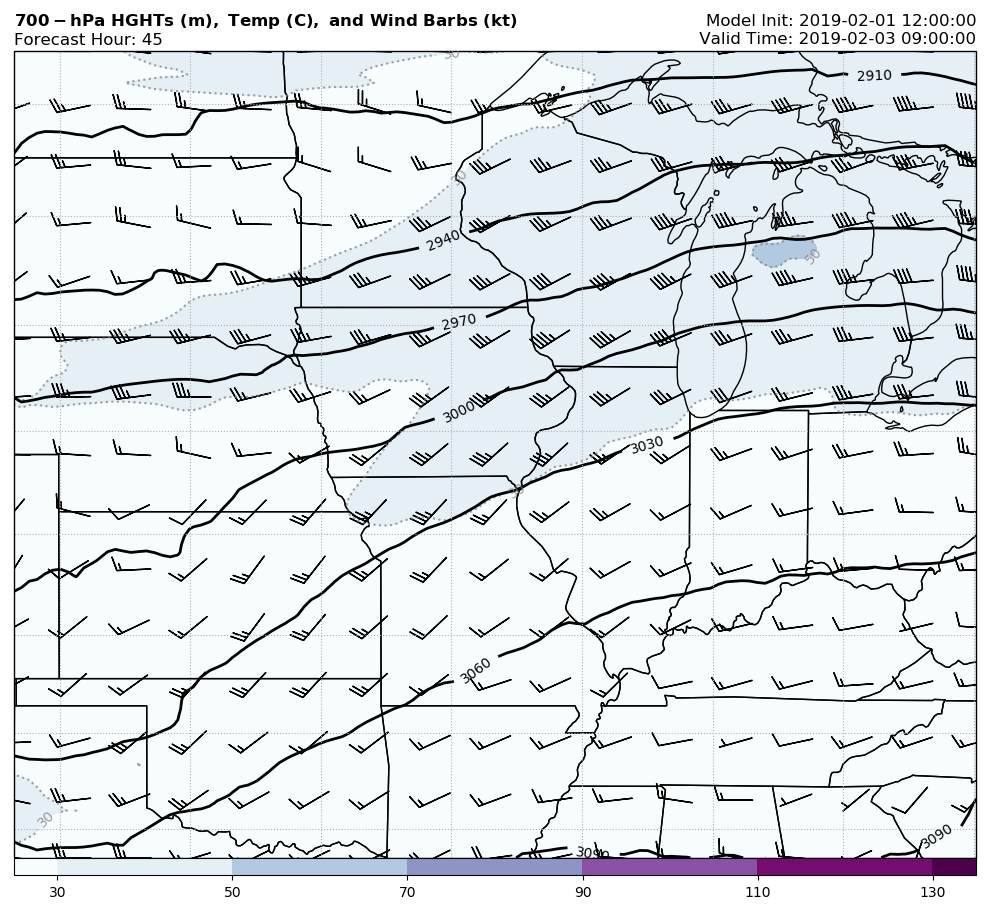 700 – hPa HGHTs (m), Temp (C), and Wind Barbs (kt)
Model Init: 2019-02-01 12:00:00
Forecast Hour: 45
Valid Time: 2019-02-03 09:00:00
30
2910
30
2940
50
2970
3000
3030
30
3060
30
3090
3090
30 50 70 90 110 130